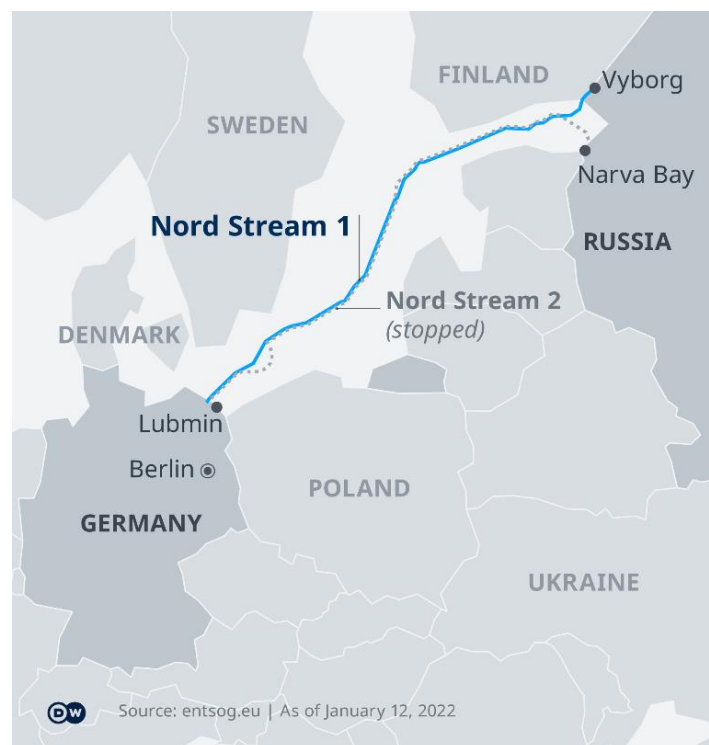 FINLAND
Vyborg
SWEDEN
Narva Bay
Nord Stream 1
RUSSIA
Nord Stream 2
(stopped)
DENMARK
Lubmin
Berlin
POLAND
GERMANY
UKRAINE
DW Source: entsog.eu | As of January 12, 2022